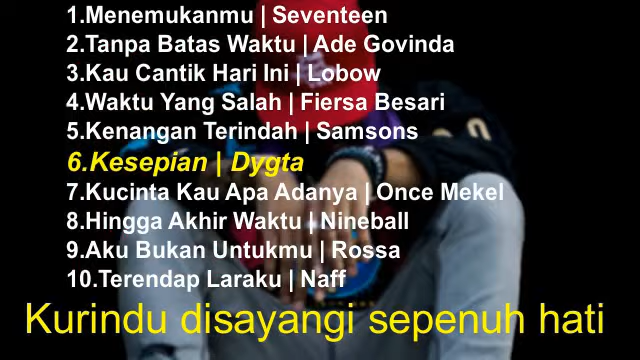 1.Menemukanmu | Seventeen
2.Tanpa Batas Waktu | Ade Govinda
3.Kau Cantik Hari Ini | Lobow
4.Waktu Yang Salah | Fiersa Besari
5.Kenangan Terindah | Samsons
6.Kesepian | Dygta
7.Kucinta Kau Apa Adanya | Once Mekel
8.Hingga Akhir Waktu | Nineball
9.Aku Bukan Untukmu | Rossa
10.Terendap Laraku | Naff
Kurindu disayangi sepenuh hati